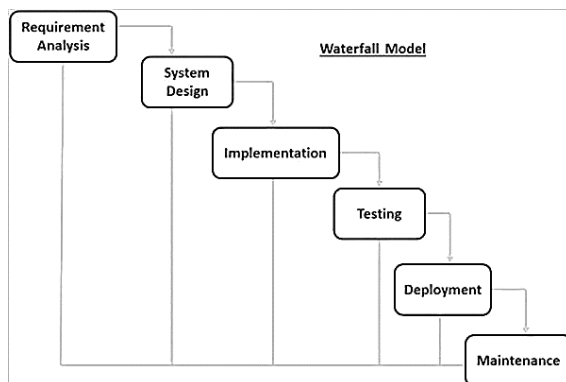 Requirement
Analysis
Waterfall Model
System
Design
Implementation
Testing
Deployment
Maintenance